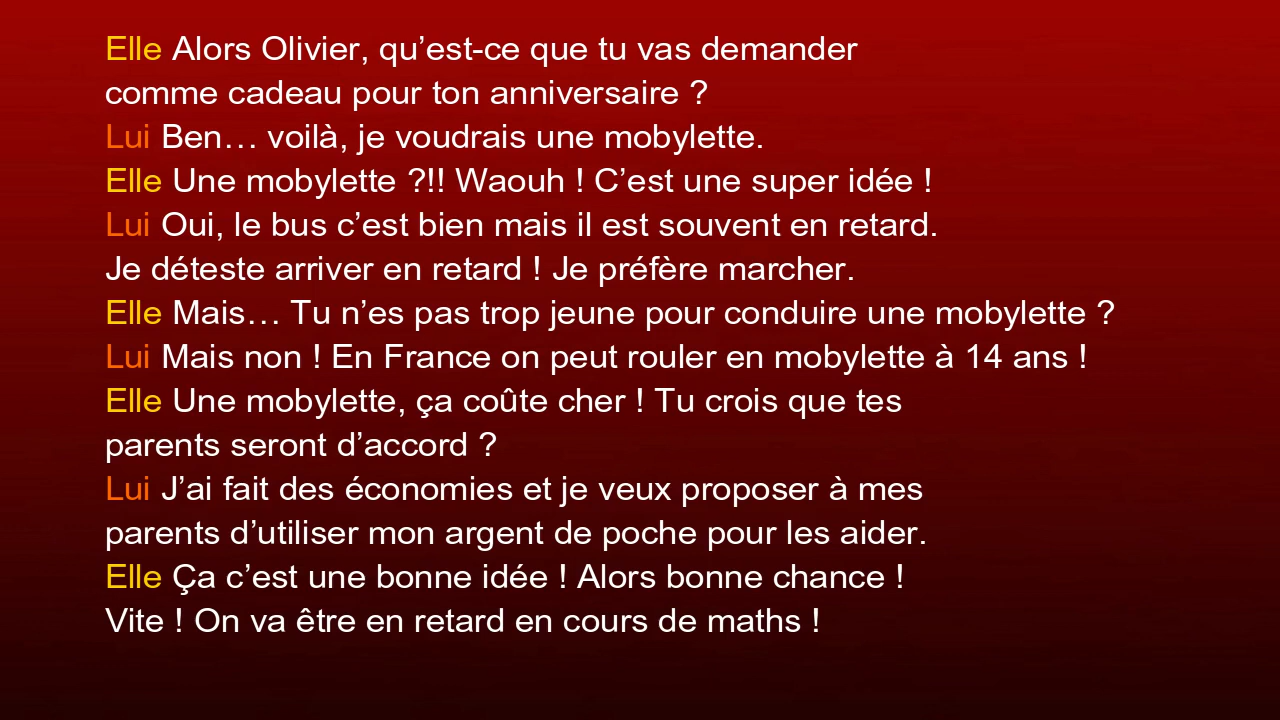 Elle Alors Olivier, qu’est-ce que tu vas demander
comme cadeau pour ton anniversaire ?
Lui Ben… voilà, je voudrais une mobylette.
Elle Une mobylette ?!! Waouh ! C’est une super idée !
Lui Oui, le bus c’est bien mais il est souvent en retard.
Je déteste arriver en retard ! Je préfère marcher.
Elle Mais… Tu n’es pas trop jeune pour conduire une mobylette ?
Lui Mais non ! En France on peut rouler en mobylette à 14 ans !
Elle Une mobylette, ça coûte cher ! Tu crois que tes
parents seront d’accord ?
Lui J’ai fait des économies et je veux proposer à mes
parents d’utiliser mon argent de poche pour les aider.
Elle Ça c’est une bonne idée ! Alors bonne chance !
Vite ! On va être en retard en cours de maths !